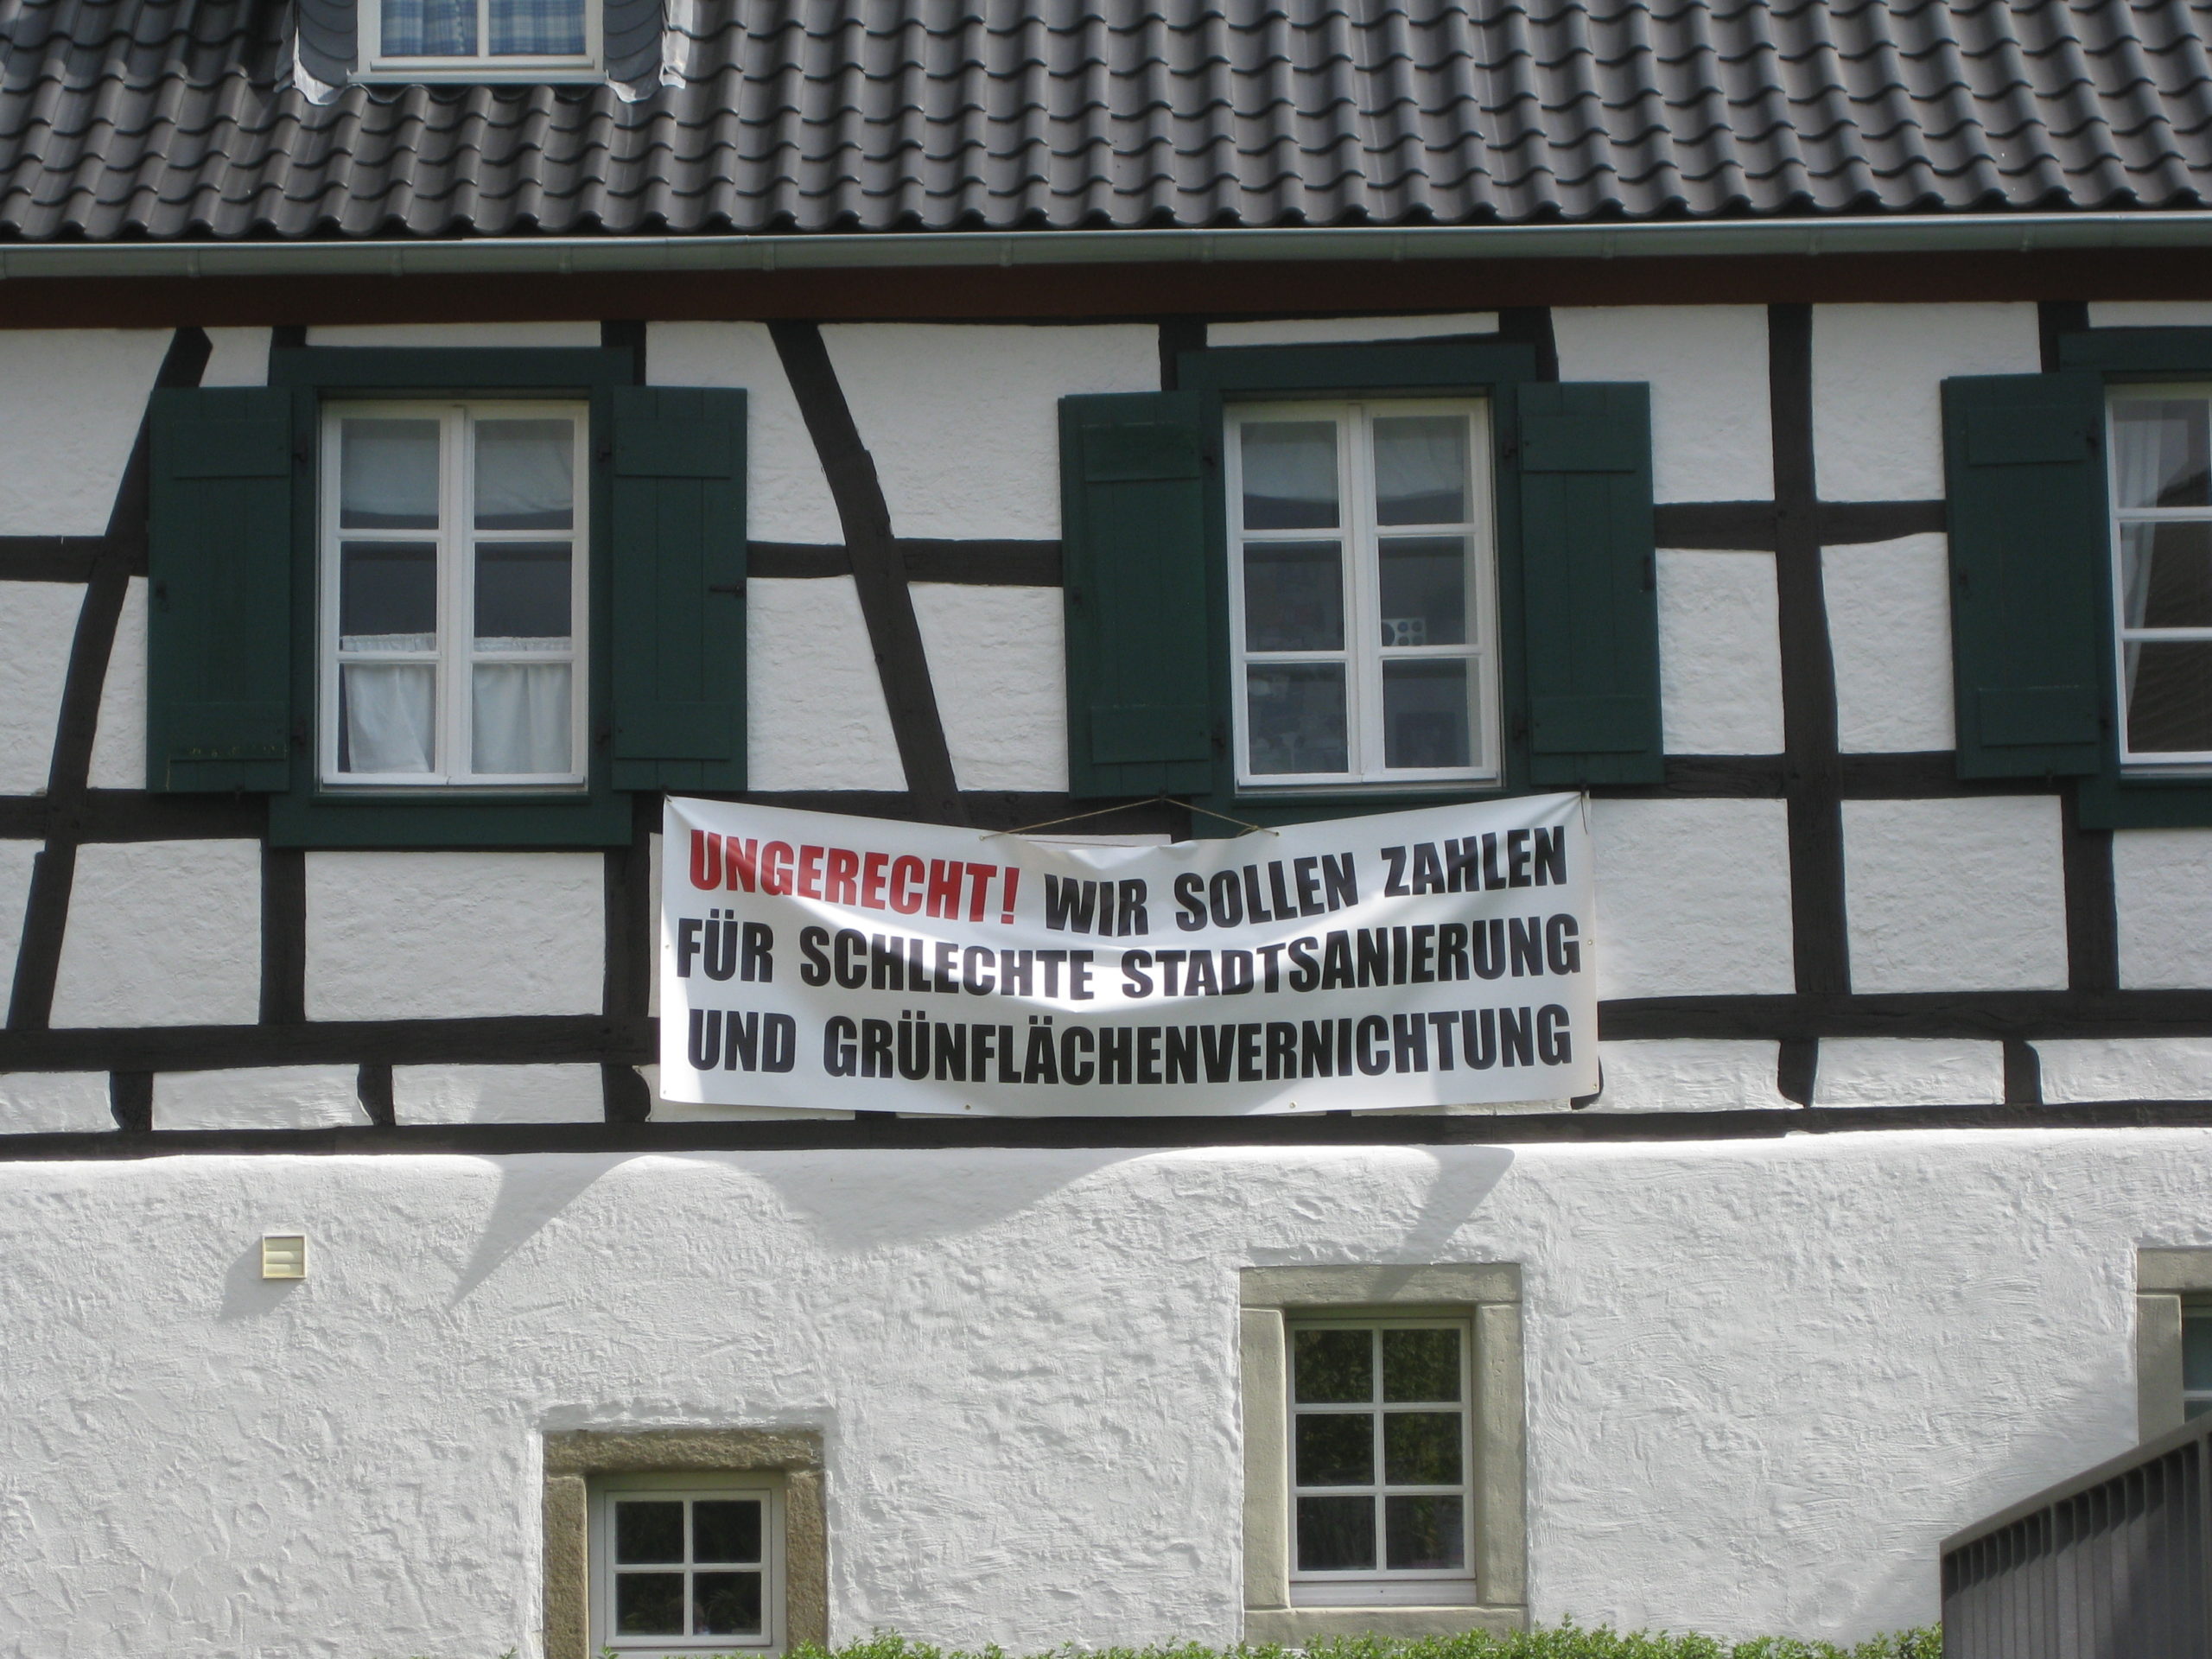 UNGERECHT! WIR SOLLEN ZAHLEN
FÜR SCHLECHTE STADTSANIERUNG
UND GRÜNFLÄCHENVERNICHTUNG